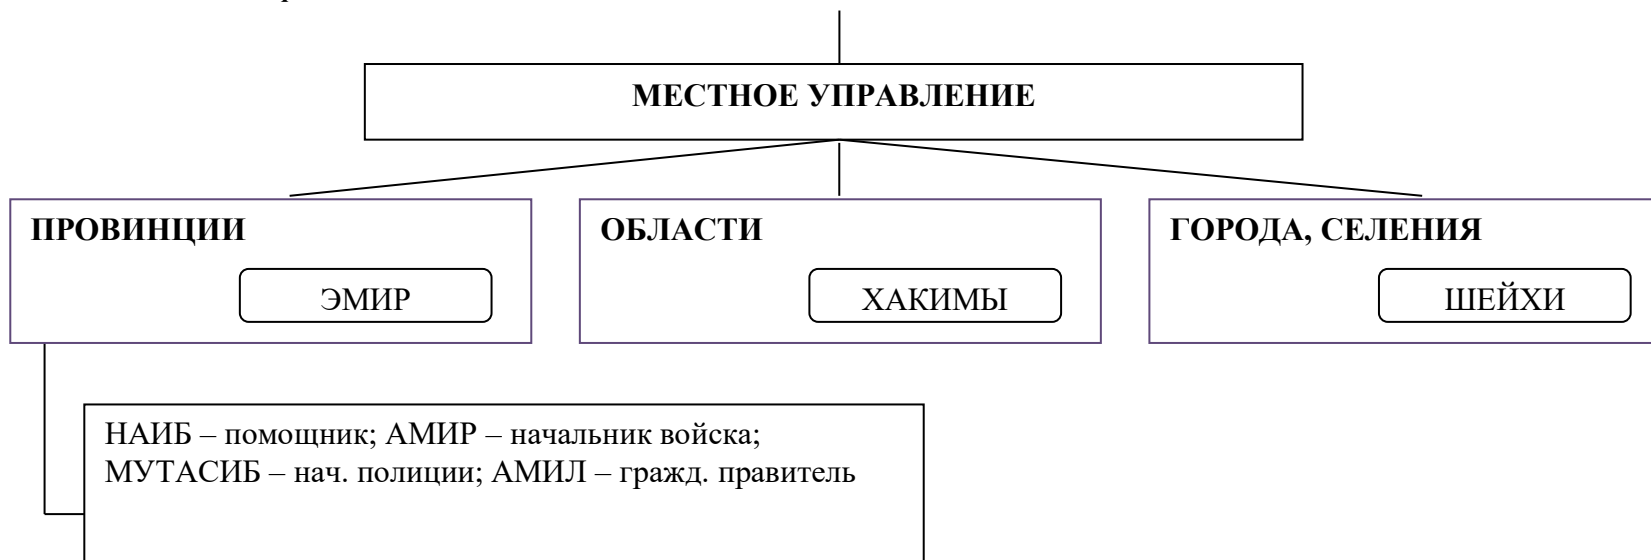 МЕСТНОЕ УПРАВЛЕНИЕ
ПРОВИНЦИИ
ЭМИР
ОБЛАСТИ
ХАКИМЫ
ГОРОДА, СЕЛЕНИЯ
ШЕЙХИ
НАИБ – помощник; АМИР – начальник войска;
МУТАСИБ – нач. полиции; АМИЛ – гражд. правитель